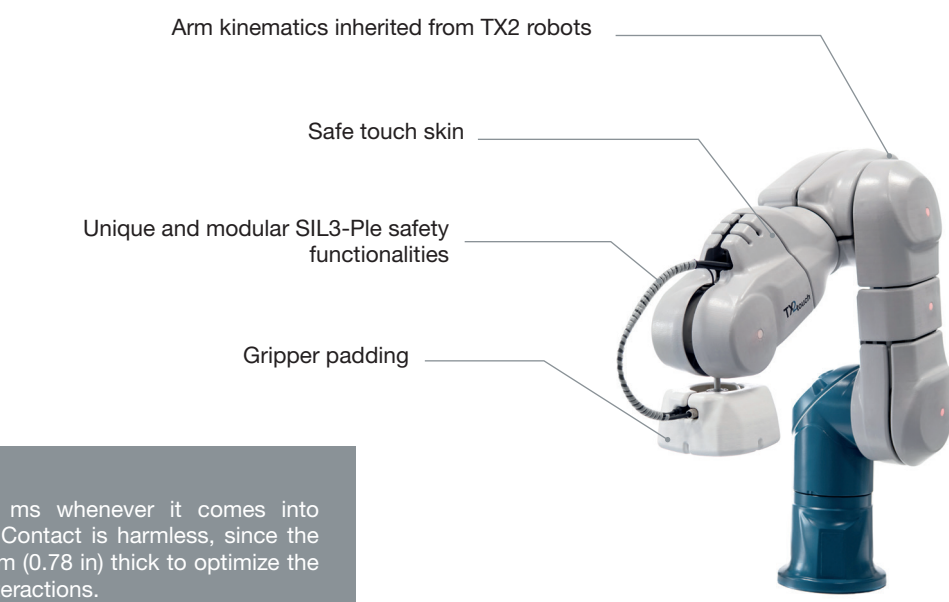 Arm kinematics inherited from TX2 robots
Safe touch skin
Unique and modular SIL3-Ple safety
functionalities
TX2touch
Gripper padding
ms whenever it comes into
Contact is harmless, since the
m (0.78 in) thick to optimize the
eractions.